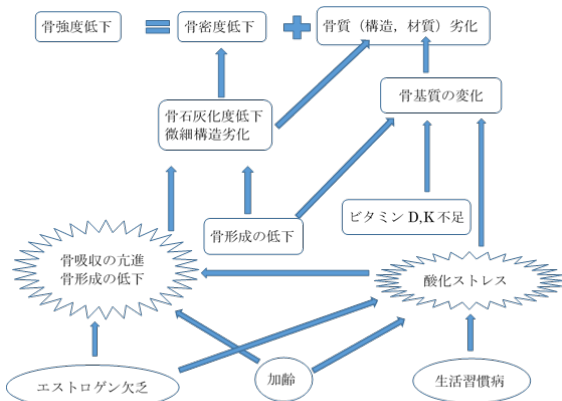 骨強度低下
骨密度低下
骨質(構造,材質)劣化
骨基質の変化
骨石灰化度低下
微細構造劣化
ビタミン D,K 不足
骨形成の低下
骨吸収の亢進
骨形成の低下
酸化ストレス
エストロゲン欠乏
加齢
生活習慣病